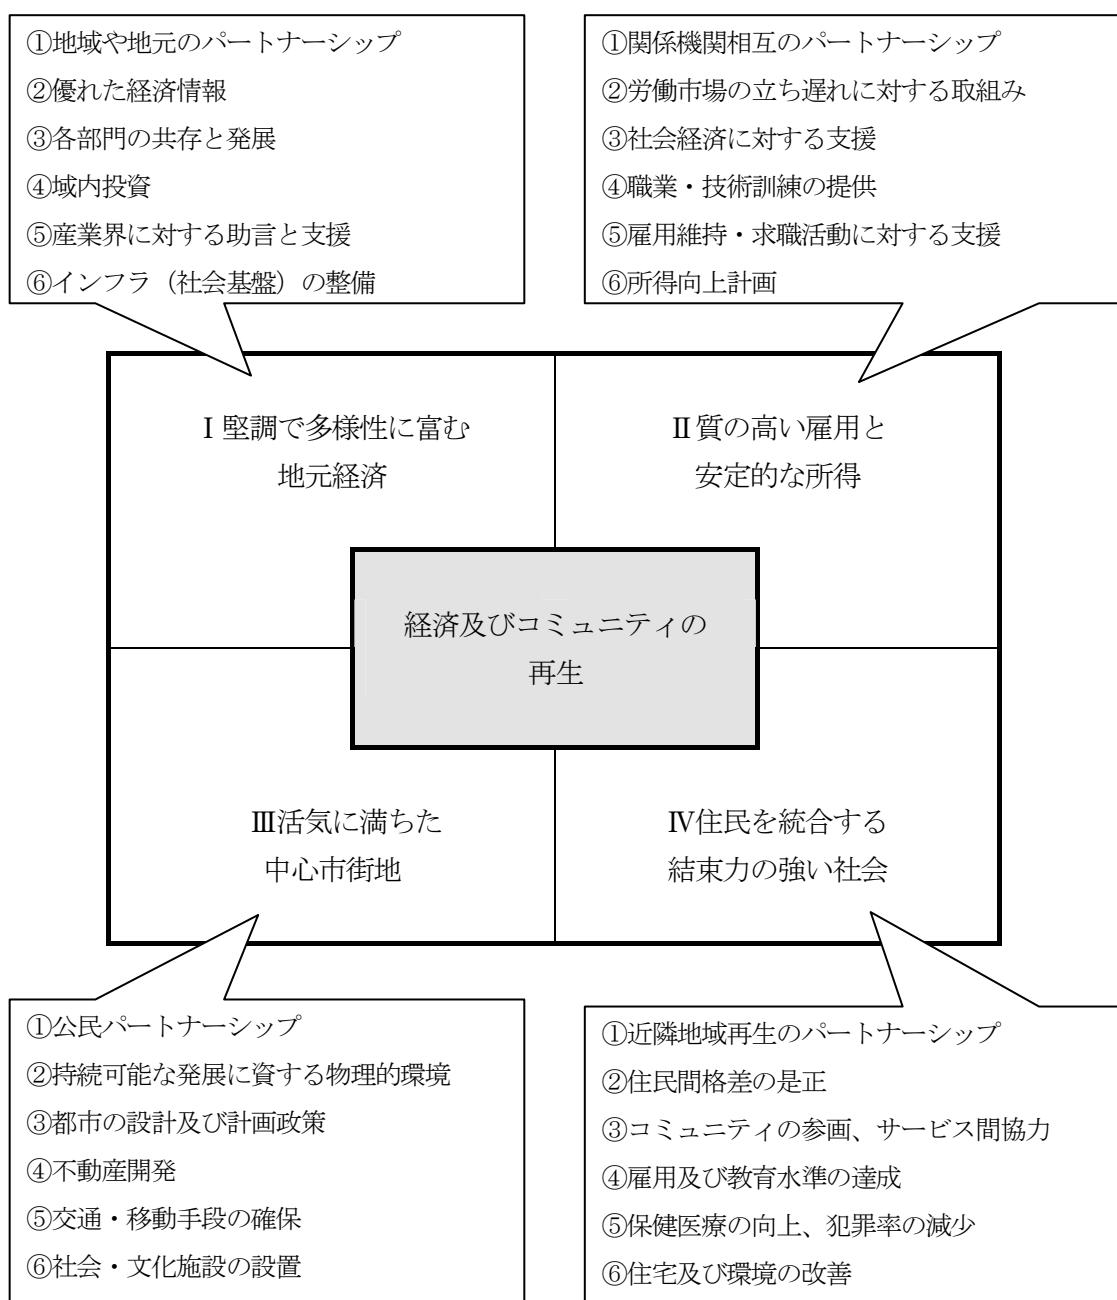 ①地域や地元のパートナーシップ
②優れた経済情報
③各部門の共存と発展
④域内投資
⑤産業界に対する助言と支援
⑥インフラ（社会基盤）の整備
①関係機関相互のパートナーシップ
②労働市場の立ち遅れに対する取組み
③社会経済に対する支援
④職業・技術訓練の提供
⑤雇用維持・求職活動に対する支援
⑥所得向上計画
Ⅰ堅調で多様性に富む
地元経済
Ⅱ質の高い雇用と
安定的な所得
経済及びコミュニティの
再生
Ⅲ活気に満ちた
中心市街地
Ⅳ住民を統合する
結束力の強い社会
①公民パートナーシップ
②持続可能な発展に資する物理的環境
③都市の設計及び計画政策
④不動産開発
⑤交通・移動手段の確保
⑥社会・文化施設の設置
①近隣地域再生のパートナーシップ
②住民間格差の是正
③コミュニティの参画、サービス間協力
④雇用及び教育水準の達成
⑤保健医療の向上、犯罪率の減少
⑥住宅及び環境の改善